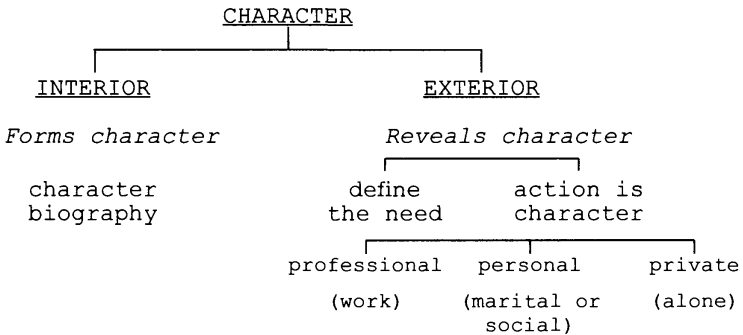 CHARACTER
INTERIOR EXTERIOR
Forms character Reveals character
character define action is
biography the need character
professional personal private
(work) (marital or (alone)
social)